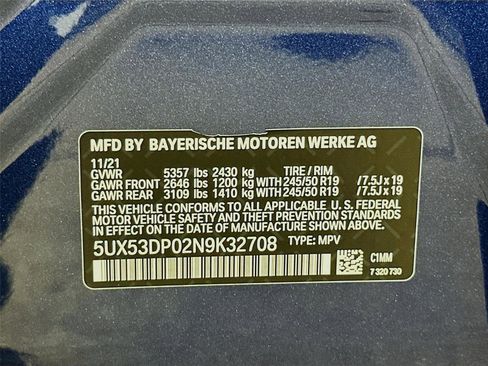 MFD BY BAYERISCHE MOTOREN WERKE AG
11/21
GVWR 5357 lbs 2430 kg TIRE / RIM
GAWR FRONT 2646 lbs 1200 kg WITH 245/50 R19 /7.5J x 19
GAWR REAR 3109 lbs 1410 kg WITH 245/50 R19 /7.5J x 19
THIS VEHICLE CONFORMS TO ALL APPLICABLE U. S. FEDERAL
MOTOR VEHICLE SAFETY, BUMPER, AND THEFT PREVENTION
STANDARDS IN EFFECT ON THE DATE OF MANUFACTURE SHOWN ABOVE.
5UX53DP02N9K32708 TYPE: MPV
C1MM
7 320 730